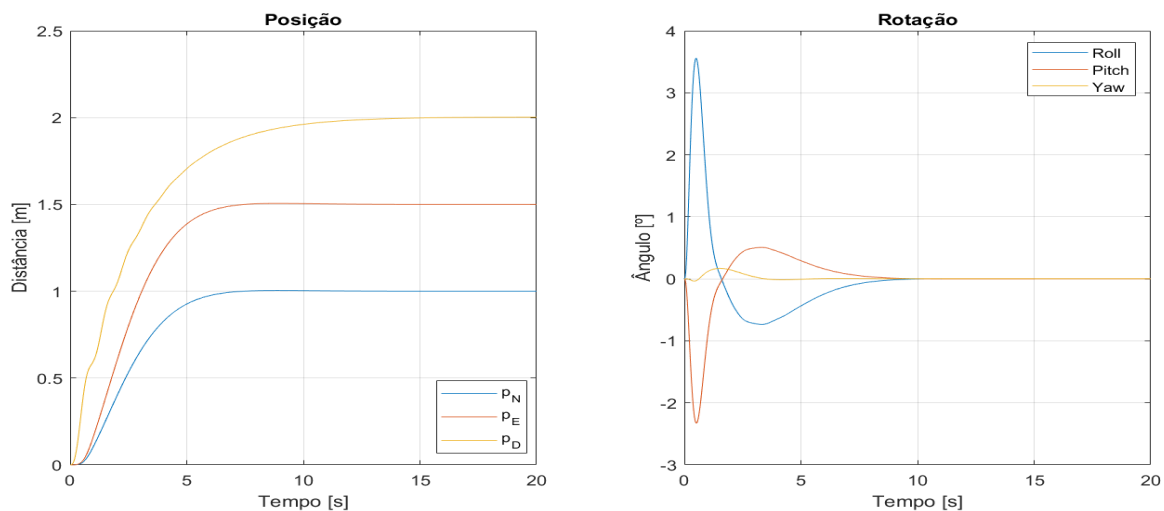 Posição
2.5
2
1.5
1
0.5
0
Distância [m]
0 5 10 15 20
Tempo [s]
p_N
p_E
p_D
Rotação
4
3
2
1
0
-1
-2
-3
Ângulo [º]
0 5 10 15 20
Tempo [s]
Roll
Pitch
Yaw